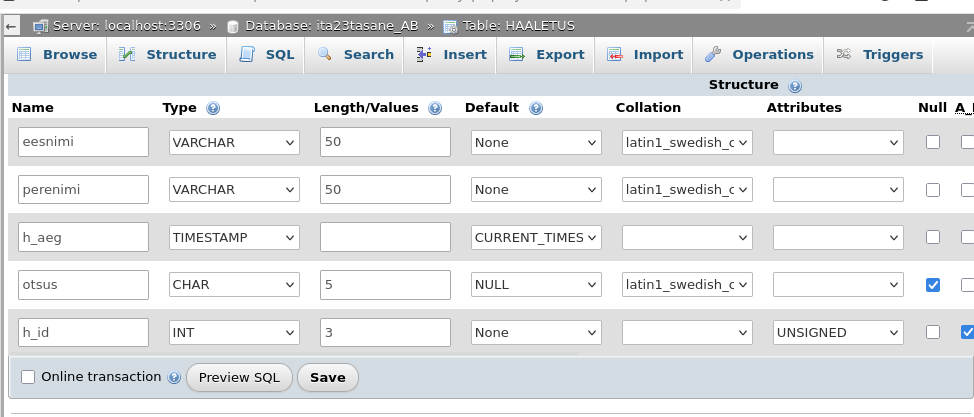 ← Server: localhost:3306 » Database: ita23tasane_AB » Table: HAALETUS
Browse Structure SQL Search Insert Export Import Operations Triggers
Structure
Name Type Length/Values Default Collation Attributes Null A_I
eesnimi VARCHAR 50 None latin1_swedish_c
perenimi VARCHAR 50 None latin1_swedish_c
h_aeg TIMESTAMP CURRENT_TIMES
otsus CHAR 5 NULL latin1_swedish_c
h_id INT 3 None UNSIGNED
Online transaction Preview SQL Save